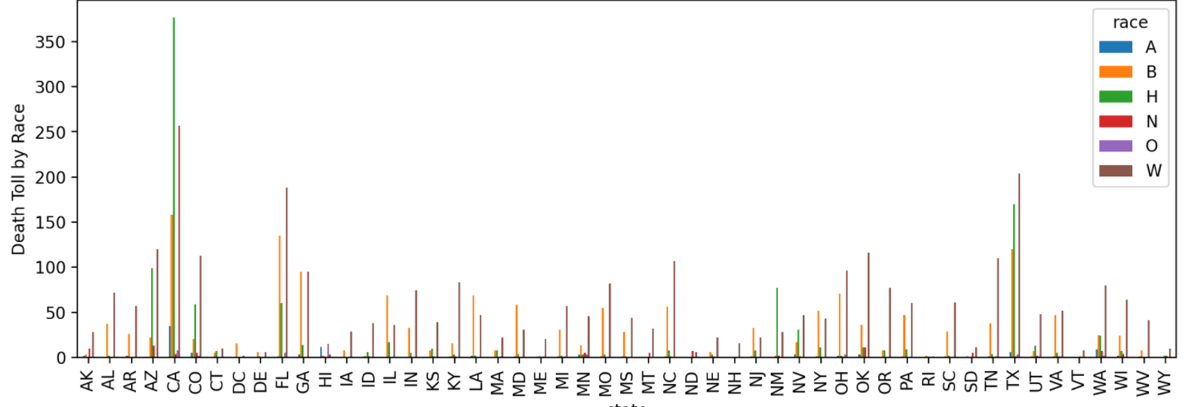 Death Toll by Race
350
300
250
200
150
100
50
0
race
A
B
H
N
O
W
AK AL AR AZ CA CO CT DC DE FL GA HI IA ID IL IN KS KY LA MA MD ME MI MN MO MS MT NC ND NE NH NJ NM NV NY OH OK OR PA RI SC SD TN TX UT VA VT WA WI WV WY